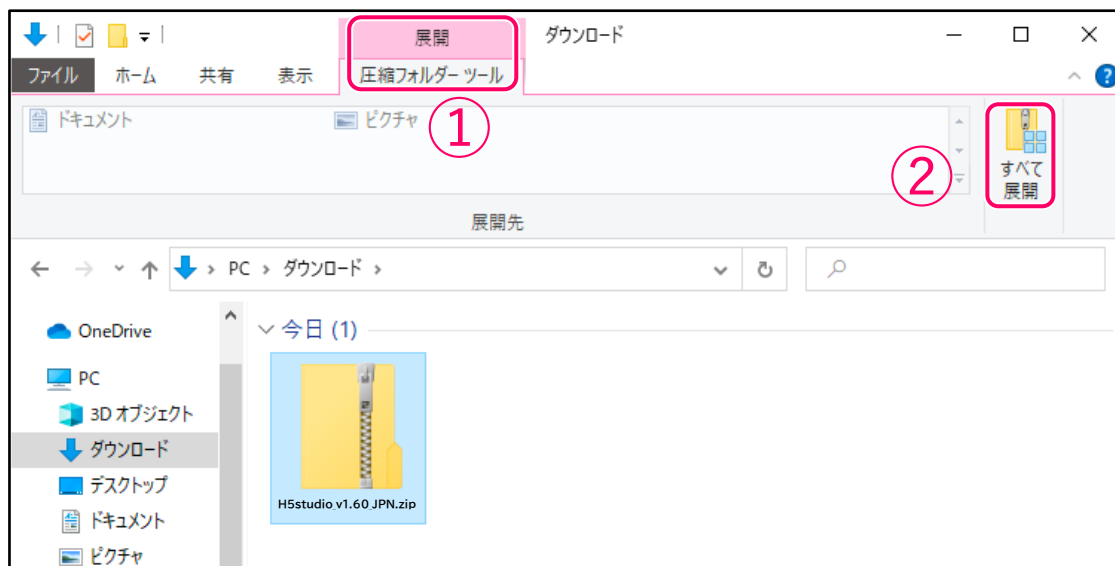 展開
ダウンロード
ファイル
ホーム
共有
表示
圧縮フォルダー ツール
?
ドキュメント
ピクチャ
①
②
すべて
展開
展開先
PC
ダウンロード
OneDrive
今日 (1)
PC
3D オブジェクト
ダウンロード
デスクトップ
ドキュメント
ピクチャ
H5studio_v1.60_JPN.zip